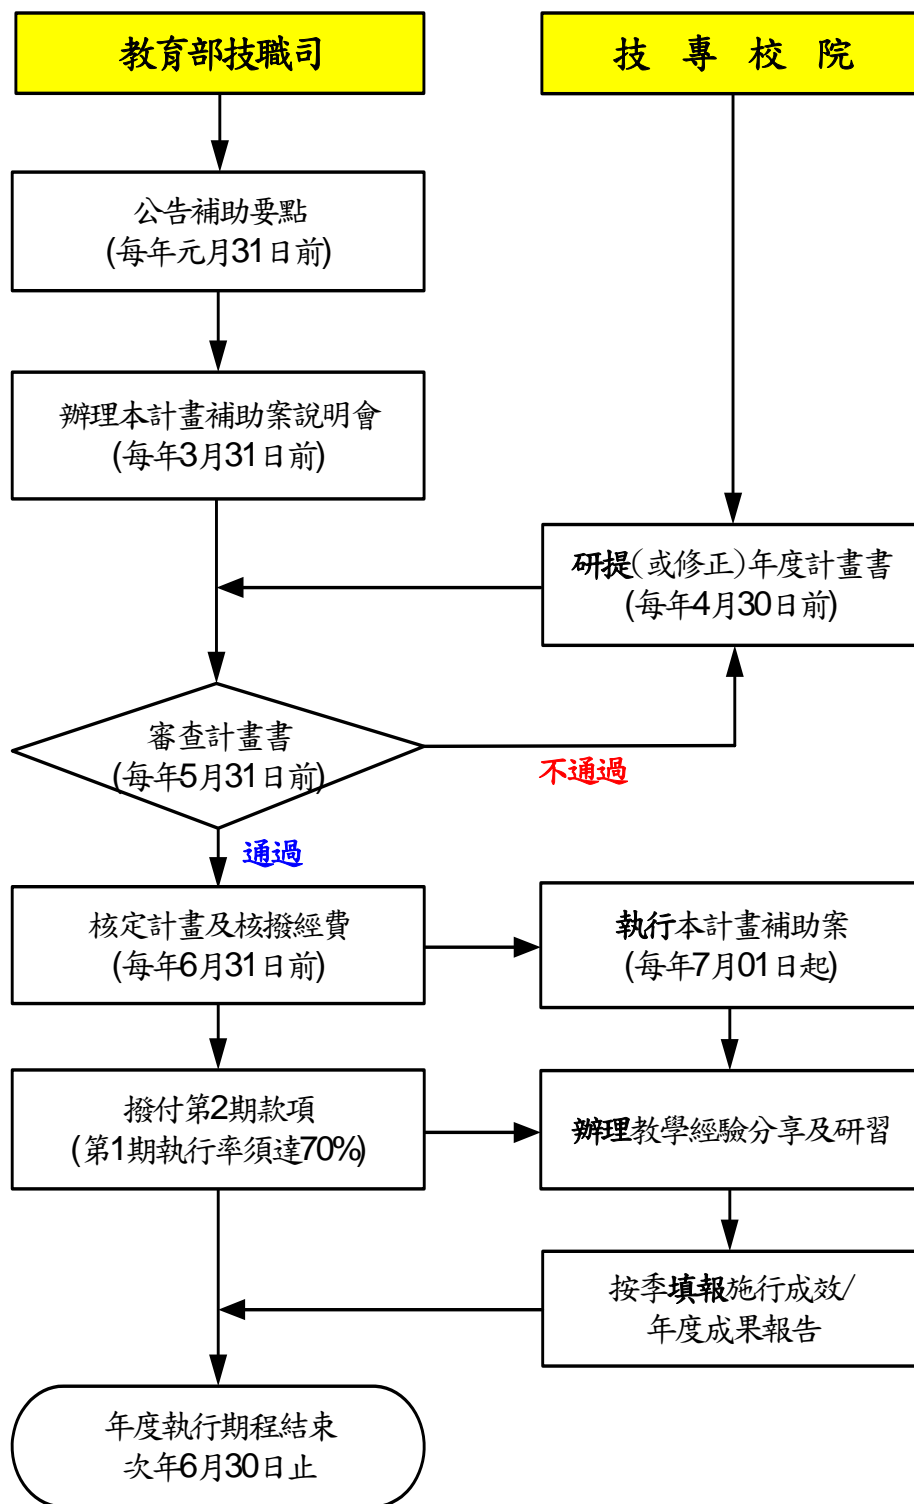 教育部技職司
技專校院
公告補助要點
(每年元月31日前)
辦理本計畫補助案說明會
(每年3月31日前)
研提(或修正)年度計畫書
(每年4月30日前)
審查計畫書
(每年5月31日前)
不通過
通過
核定計畫及核撥經費
(每年6月31日前)
執行本計畫補助案
(每年7月01日起)
撥付第2期款項
(第1期執行率須達70%)
辦理教學經驗分享及研習
按季填報施行成效/
年度成果報告
年度執行期程結束
次年6月30日止